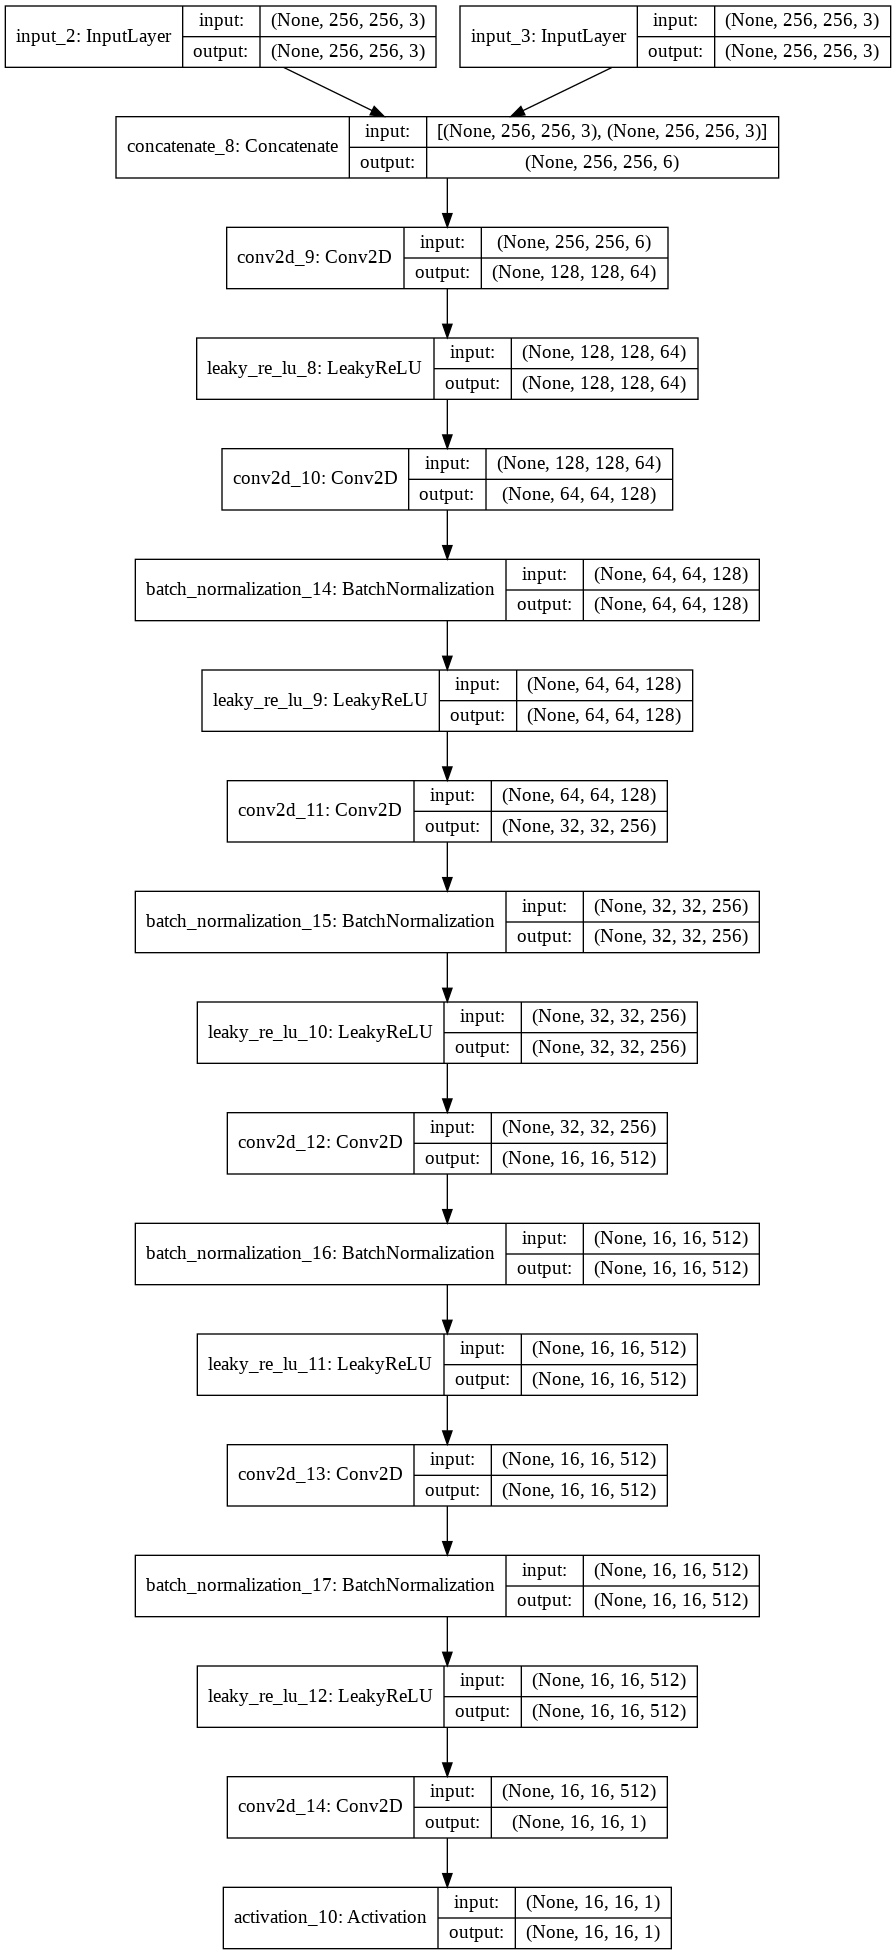 input_2: InputLayer
input: (None, 256, 256, 3)
output: (None, 256, 256, 3)
input_3: InputLayer
input: (None, 256, 256, 3)
output: (None, 256, 256, 3)
concatenate_8: Concatenate
input: [(None, 256, 256, 3), (None, 256, 256, 3)]
output: (None, 256, 256, 6)
conv2d_9: Conv2D
input: (None, 256, 256, 6)
output: (None, 128, 128, 64)
leaky_re_lu_8: LeakyReLU
input: (None, 128, 128, 64)
output: (None, 128, 128, 64)
conv2d_10: Conv2D
input: (None, 128, 128, 64)
output: (None, 64, 64, 128)
batch_normalization_14: BatchNormalization
input: (None, 64, 64, 128)
output: (None, 64, 64, 128)
leaky_re_lu_9: LeakyReLU
input: (None, 64, 64, 128)
output: (None, 64, 64, 128)
conv2d_11: Conv2D
input: (None, 64, 64, 128)
output: (None, 32, 32, 256)
batch_normalization_15: BatchNormalization
input: (None, 32, 32, 256)
output: (None, 32, 32, 256)
leaky_re_lu_10: LeakyReLU
input: (None, 32, 32, 256)
output: (None, 32, 32, 256)
conv2d_12: Conv2D
input: (None, 32, 32, 256)
output: (None, 16, 16, 512)
batch_normalization_16: BatchNormalization
input: (None, 16, 16, 512)
output: (None, 16, 16, 512)
leaky_re_lu_11: LeakyReLU
input: (None, 16, 16, 512)
output: (None, 16, 16, 512)
conv2d_13: Conv2D
input: (None, 16, 16, 512)
output: (None, 16, 16, 512)
batch_normalization_17: BatchNormalization
input: (None, 16, 16, 512)
output: (None, 16, 16, 512)
leaky_re_lu_12: LeakyReLU
input: (None, 16, 16, 512)
output: (None, 16, 16, 512)
conv2d_14: Conv2D
input: (None, 16, 16, 512)
output: (None, 16, 16, 1)
activation_10: Activation
input: (None, 16, 16, 1)
output: (None, 16, 16, 1)